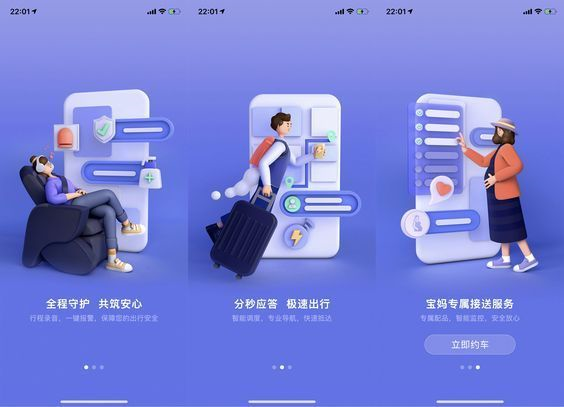 22:01
22:01
22:01
全程守护 共筑安心
行程录音，一键报警，保障您的出行安全
分秒应答 极速出行
智能调度，专业导航，快速抵达
宝妈专属接送服务
专属配品，智能监控，安全放心
立即约车